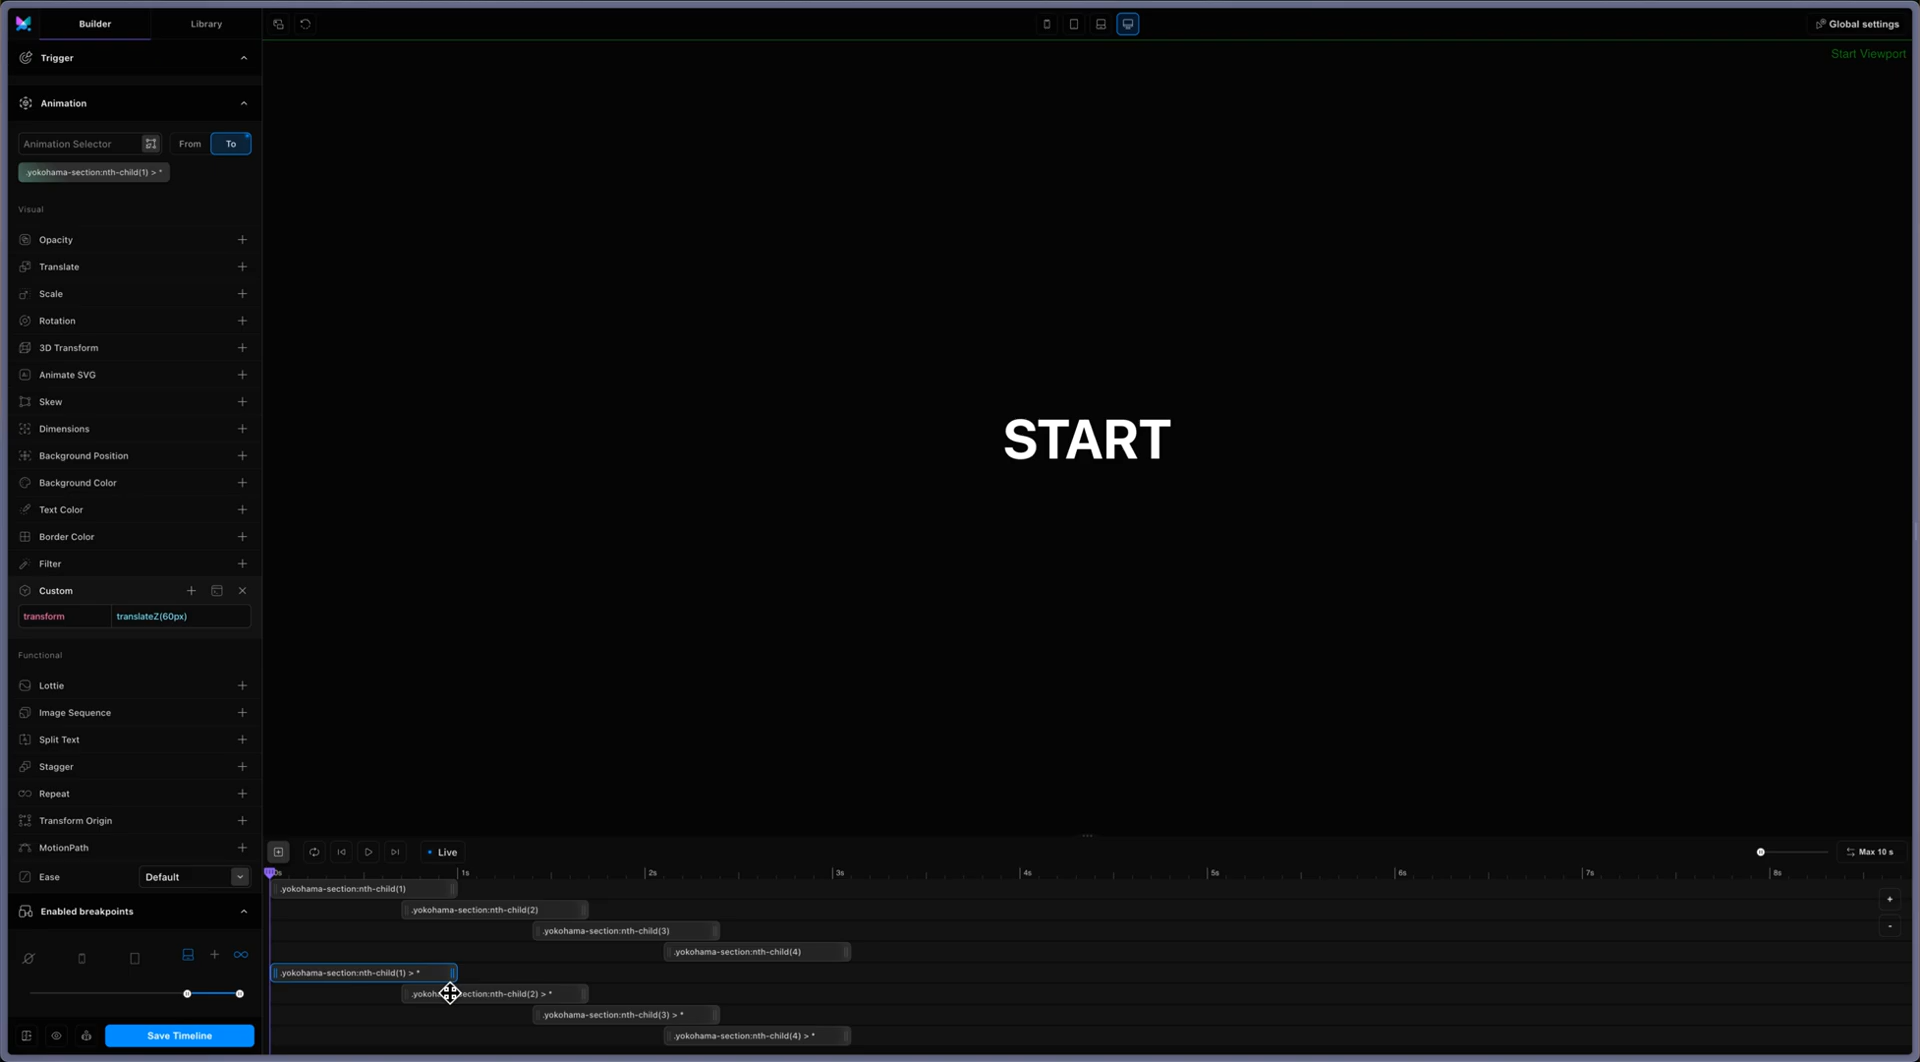 Builder
Library
Global settings
Trigger
Start Viewport
Animation
Animation Selector
From
To
.yokohama-section:nth-child(1) > *
Visual
Opacity
Translate
Scale
Rotation
3D Transform
Animate SVG
Skew
START
Dimensions
Background Position
Background Color
Text Color
Border Color
Filter
Custom
transform
translateZ(60px)
Functional
Lottie
Image Sequence
Split Text
Stagger
Repeat
Transform Origin
MotionPath
Live
Max 10 s
Ease
Default
1s
2s
3s
4s
5s
6s
7s
8s
.yokohama-section:nth-child(1)
.yokohama-section:nth-child(2)
Enabled breakpoints
.yokohama-section:nth-child(3)
.yokohama-section:nth-child(4)
.yokohama-section:nth-child(1) > *
section:nth-child(2) > *
.yokohama-section:nth-child(3) > *
.yokohama-section:nth-child(4) > *
Save Timeline